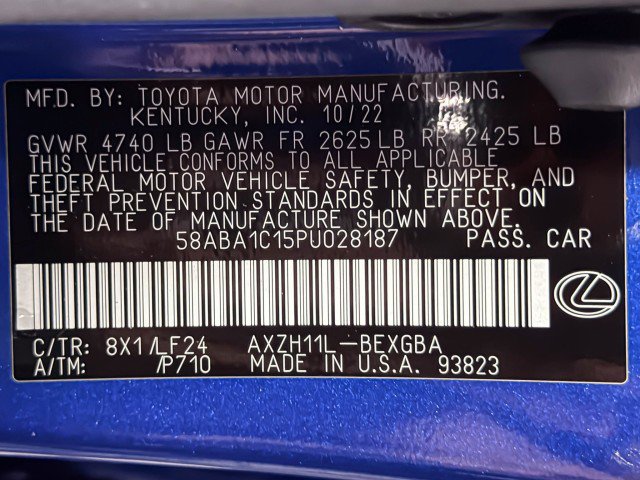 MFD. BY: TOYOTA MOTOR MANUFACTURING.
KENTUCKY, INC. 10/22
GVWR 4740 LB GAWR FR 2625 LB RR 2425 LB
THIS VEHICLE CONFORMS TO ALL APPLICABLE
FEDERAL MOTOR VEHICLE SAFETY, BUMPER, AND
THEFT PREVENTION STANDARDS IN EFFECT ON
THE DATE OF MANUFACTURE SHOWN ABOVE.
58ABA1C15PU028187 PASS. CAR
C/TR: 8X1/LF24 AXZH11L-BEXGBA
A/TM: /P710 MADE IN U.S.A. 93823